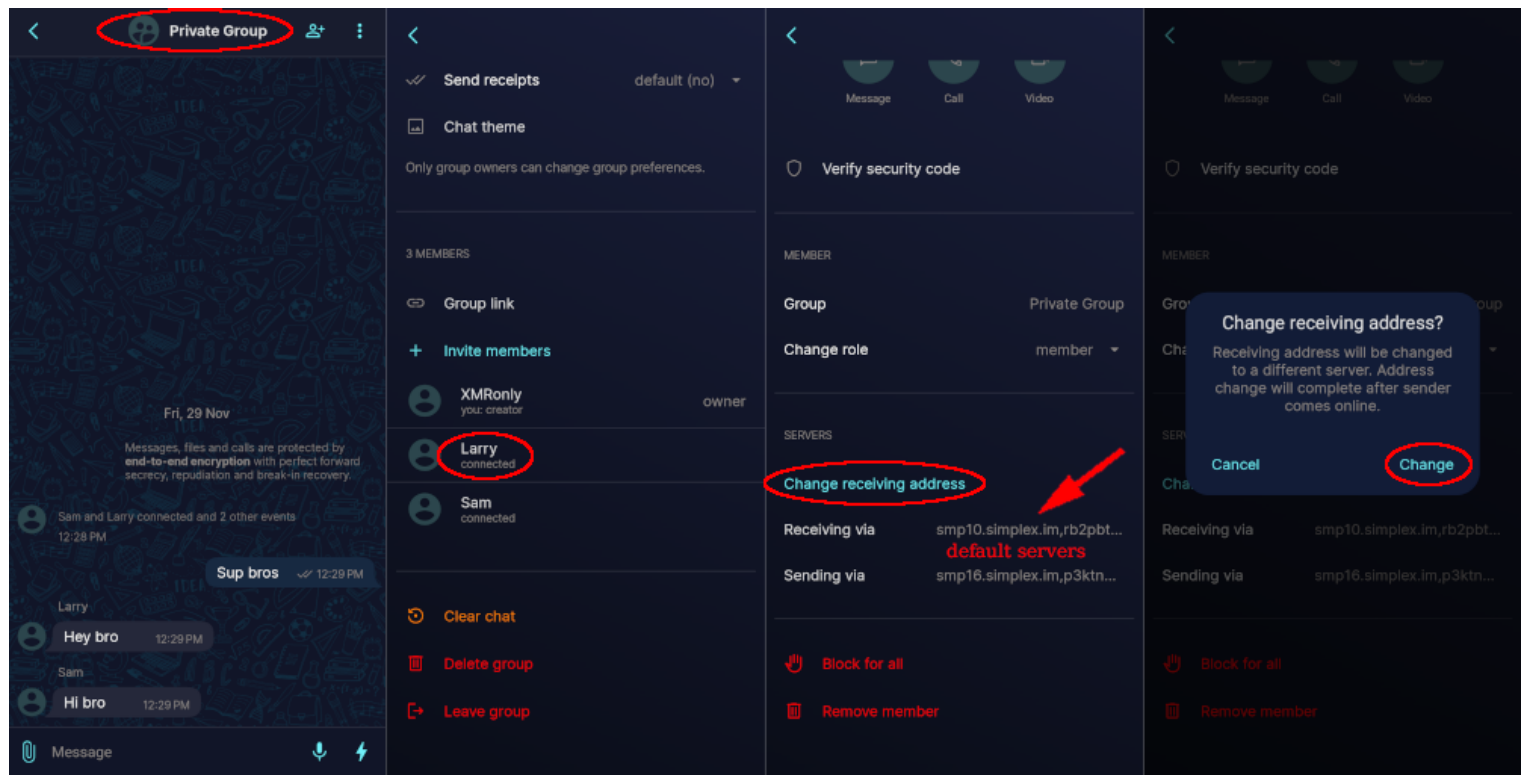 Private Group
Fri, 29 Nov
Messages, files and calls are protected by
end-to-end encryption with perfect forward
secrecy, repudiation and break-in recovery.
Sam and Larry connected and 2 other events
12:28 PM
Sup bros 12:29 PM
Larry
Hey bro 12:29 PM
Sam
Hi bro 12:29 PM
Message
Send receipts default (no)
Chat theme
Only group owners can change group preferences.
3 MEMBERS
Group link
Invite members
XMRonly
you: creator
owner
Larry
connected
Sam
connected
Clear chat
Delete group
Leave group
Message Call Video
Verify security code
MEMBER
Group Private Group
Change role member
SERVERS
Change receiving address
Receiving via smp10.simplex.im,rb2pbt...
default servers
Sending via smp16.simplex.im,p3ktn...
Block for all
Remove member
Message Call Video
Verify security code
MEMBER
Change receiving address?
Receiving address will be changed
to a different server. Address
change will complete after sender
comes online.
Cancel Change
Receiving via smp10.simplex.im,rb2pbt...
Sending via smp16.simplex.im,p3ktn...
Block for all
Remove member